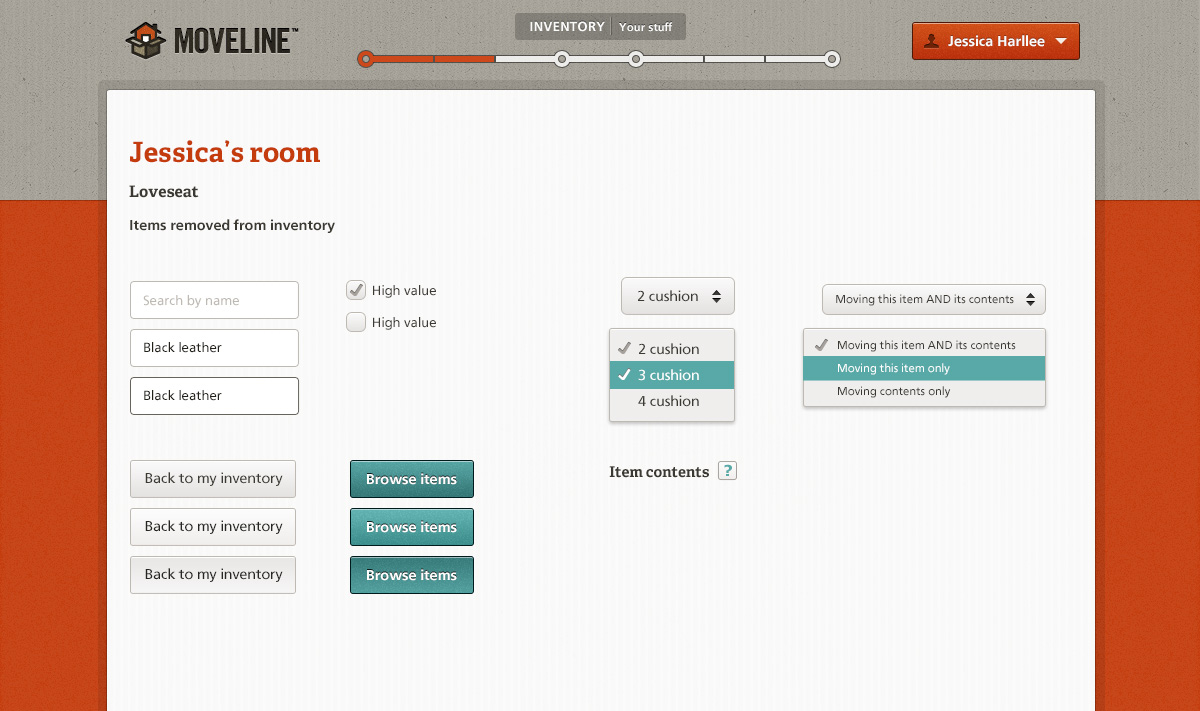 MOVELINE™
INVENTORY Your stuff
Jessica Harllee
Jessica's room
Loveseat
Items removed from inventory
Search by name
Black leather
Black leather
High value
High value
2 cushion
2 cushion
3 cushion
4 cushion
Moving this item AND its contents
Moving this item AND its contents
Moving this item only
Moving contents only
Back to my inventory
Back to my inventory
Back to my inventory
Browse items
Browse items
Browse items
Item contents ?